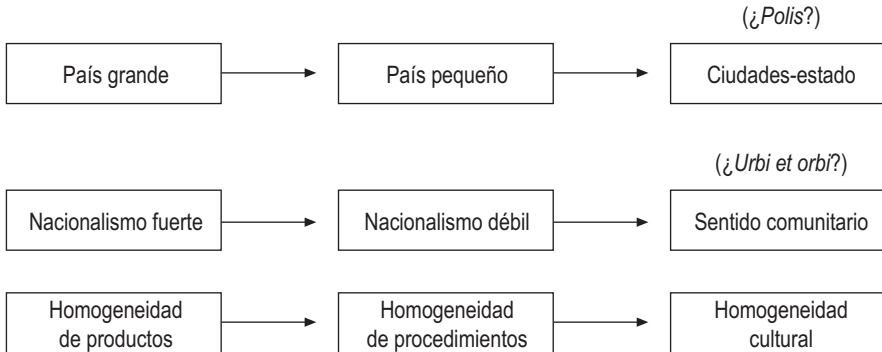 (¿Polis?)
País grande
País pequeño
Ciudades-estado
(¿Urbi et orbi?)
Nacionalismo fuerte
Nacionalismo débil
Sentido comunitario
Homogeneidad
de productos
Homogeneidad
de procedimientos
Homogeneidad
cultural